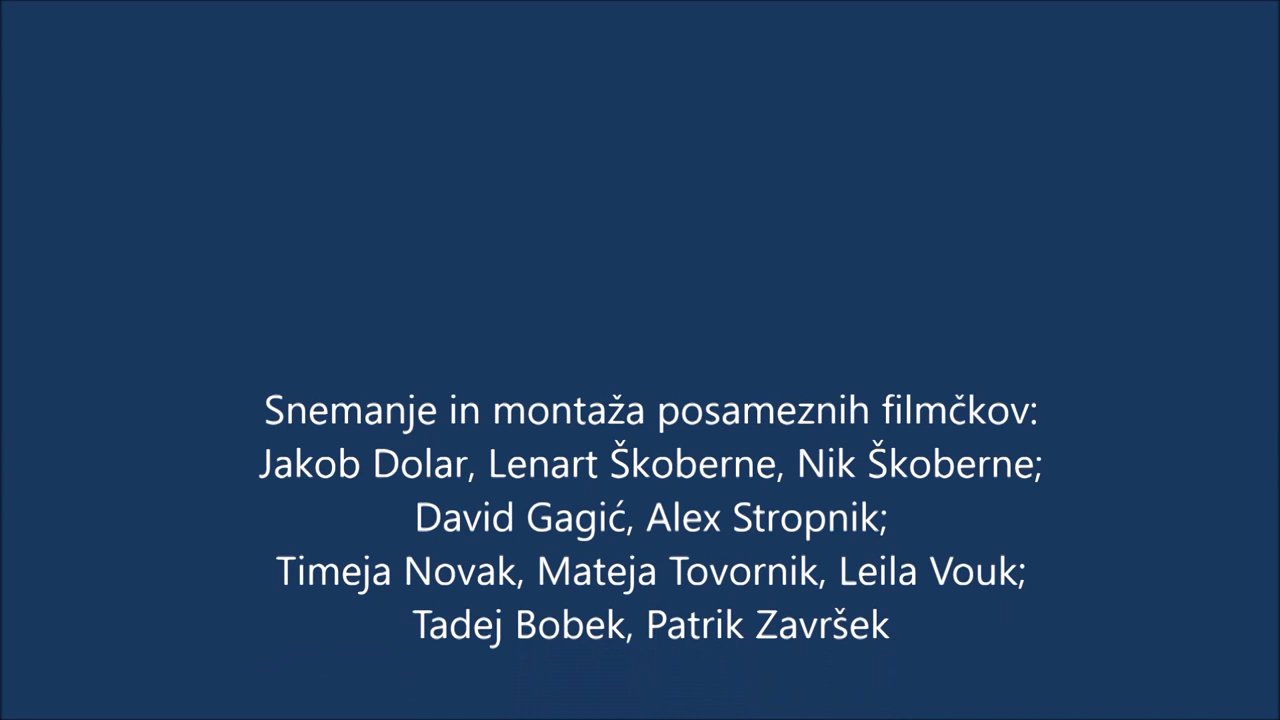 Snemanje in montaža posameznih filmčkov:
Jakob Dolar, Lenart Škoberne, Nik Škoberne;
David Gagić, Alex Stropnik;
Timeja Novak, Mateja Tovornik, Leila Vouk;
Tadej Bobek, Patrik Završek